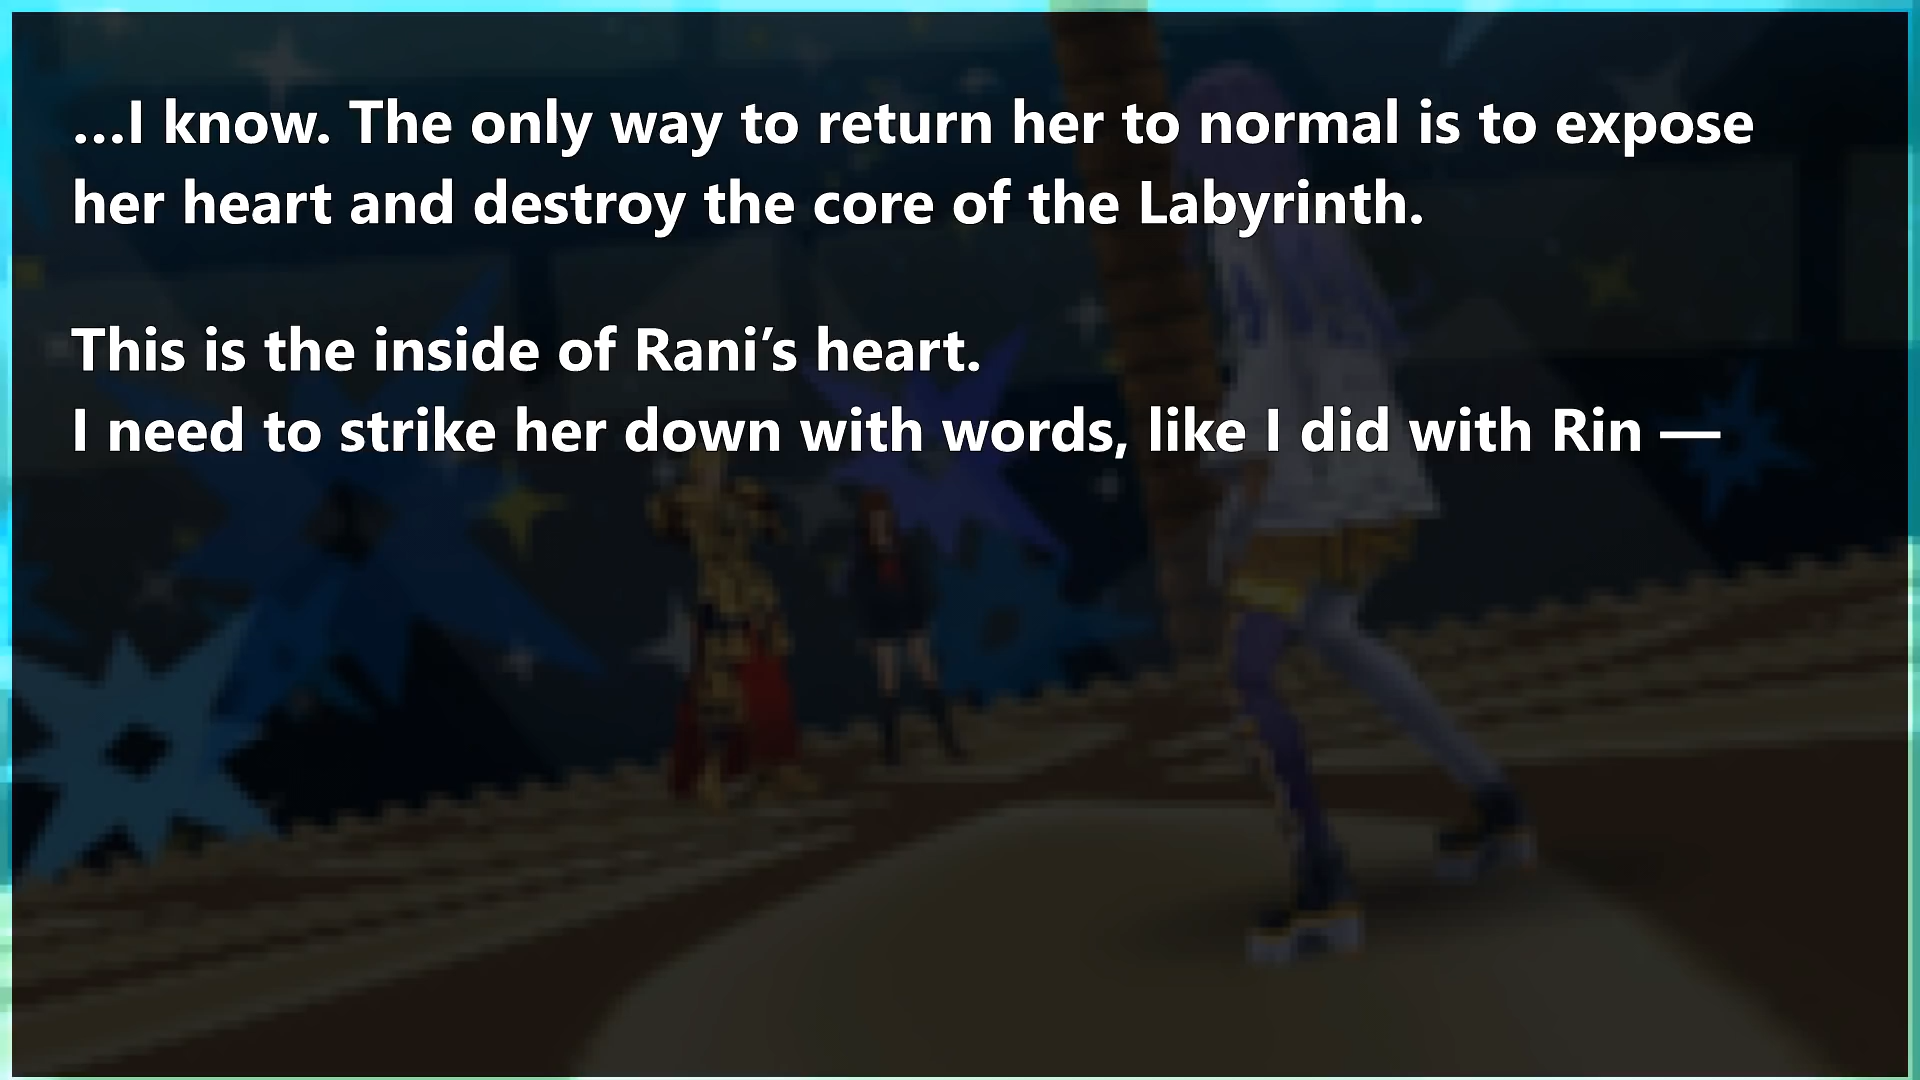 …I know. The only way to return her to normal is to expose
her heart and destroy the core of the Labyrinth.
This is the inside of Rani’s heart.
I need to strike her down with words, like I did with Rin —